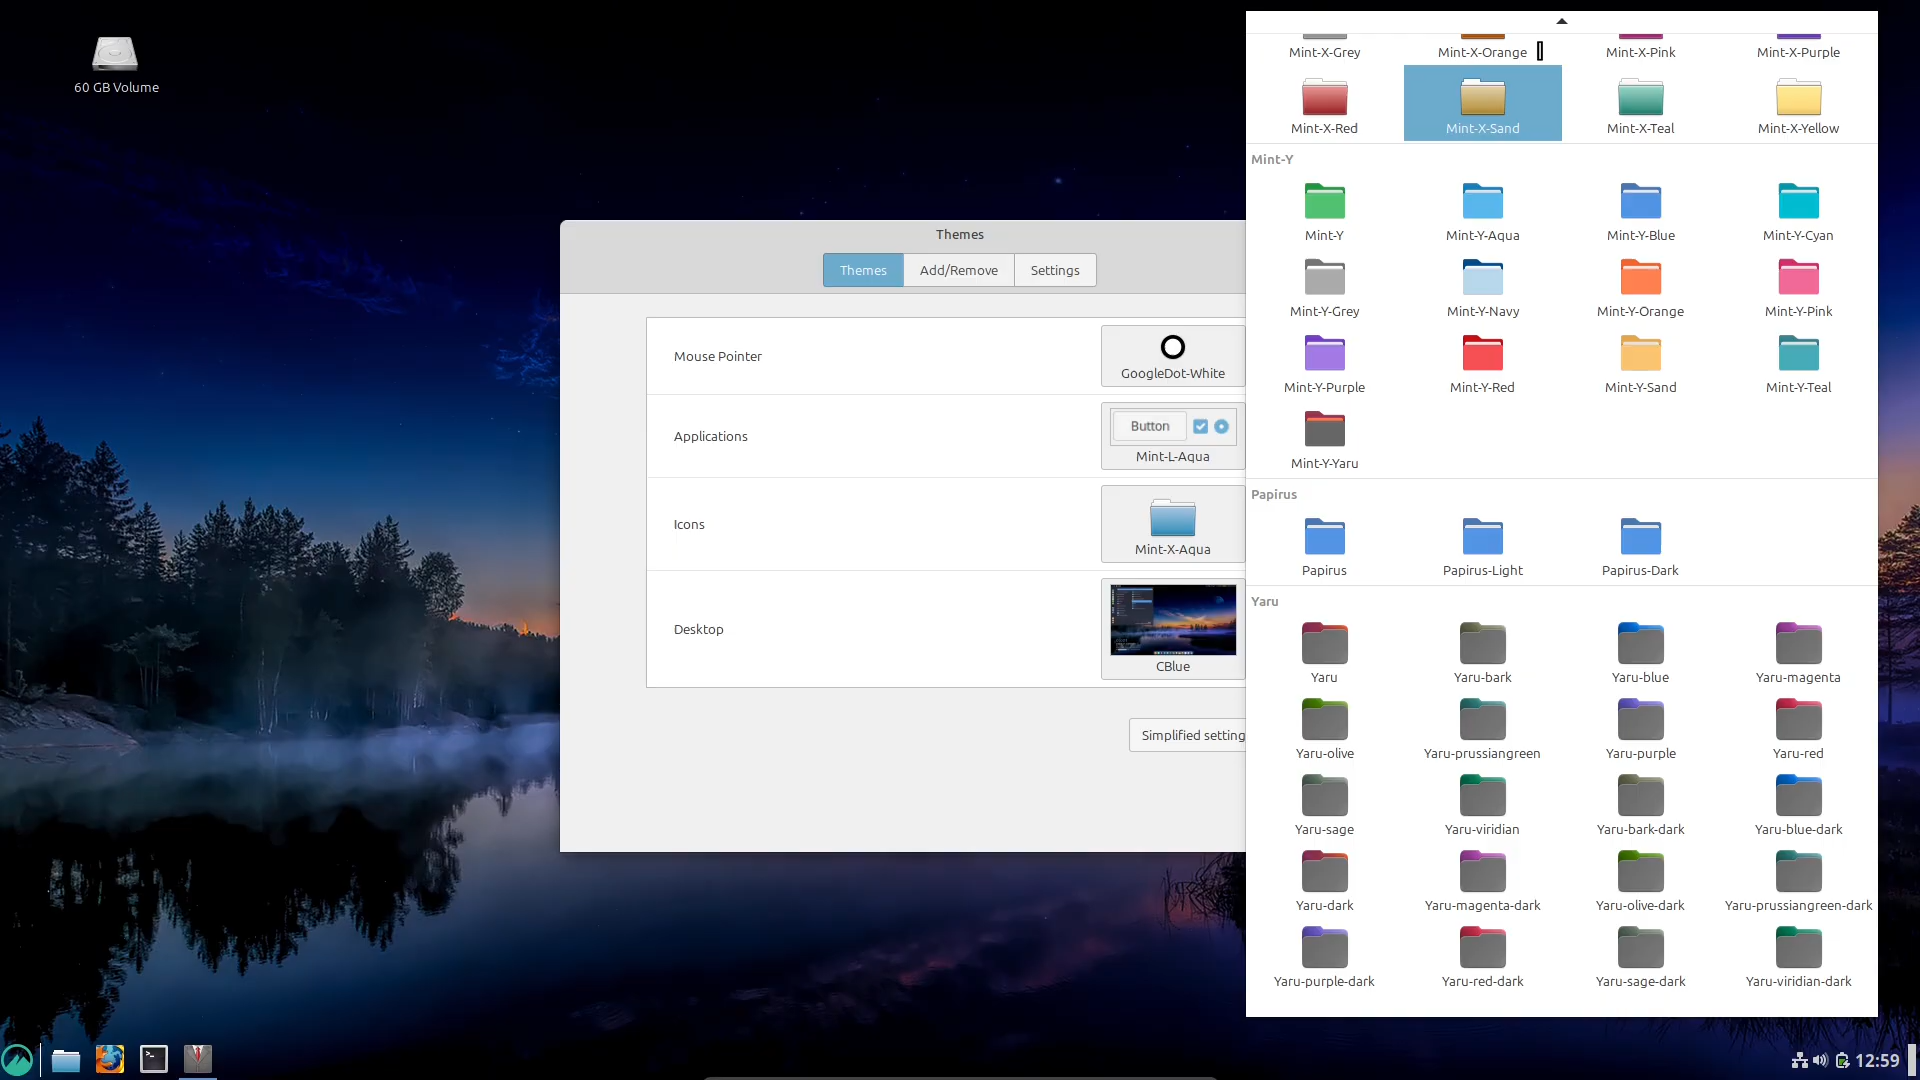 60 GB Volume
Themes
Themes Add/Remove Settings
Mouse Pointer
GoogleDot-White
Applications
Button
Mint-L-Aqua
Icons
Mint-X-Aqua
Desktop
CBlue
Simplified setting
Mint-X-Grey Mint-X-Orange Mint-X-Pink Mint-X-Purple
Mint-X-Red Mint-X-Sand Mint-X-Teal Mint-X-Yellow
Mint-Y
Mint-Y Mint-Y-Aqua Mint-Y-Blue Mint-Y-Cyan
Mint-Y-Grey Mint-Y-Navy Mint-Y-Orange Mint-Y-Pink
Mint-Y-Purple Mint-Y-Red Mint-Y-Sand Mint-Y-Teal
Mint-Y-Yaru
Papirus
Papirus Papirus-Light Papirus-Dark
Yaru
Yaru Yaru-bark Yaru-blue Yaru-magenta
Yaru-olive Yaru-prussiangreen Yaru-purple Yaru-red
Yaru-sage Yaru-viridian Yaru-bark-dark Yaru-blue-dark
Yaru-dark Yaru-magenta-dark Yaru-olive-dark Yaru-prussiangreen-dark
Yaru-purple-dark Yaru-red-dark Yaru-sage-dark Yaru-viridian-dark
12:59